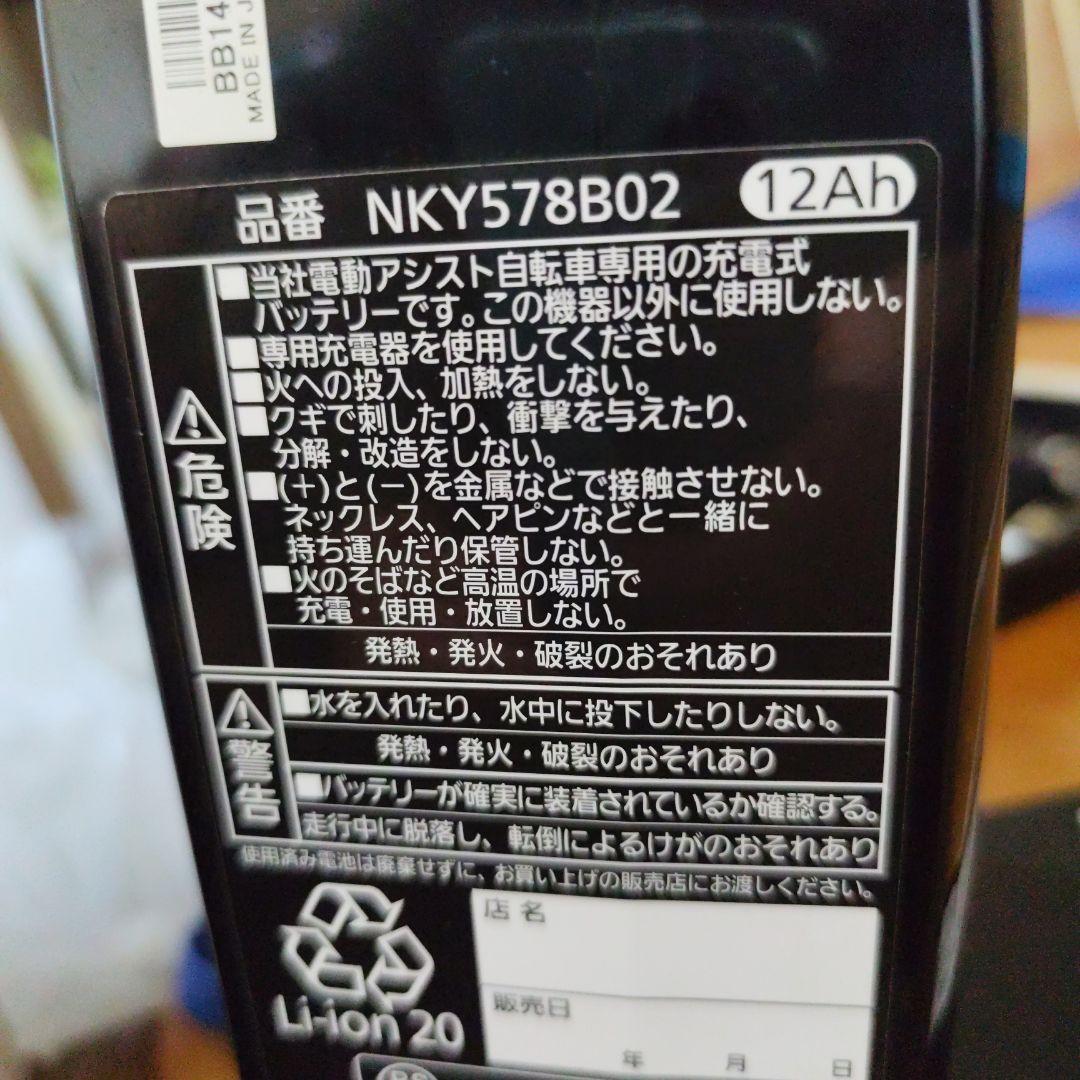 BB14
MADE IN J
品番 NKY578B02 12Ah
危険
■当社電動アシスト自転車専用の充電式
バッテリーです。この機器以外に使用しない。
■専用充電器を使用してください。
■火への投入、加熱をしない。
■クギで刺したり、衝撃を与えたり、
分解・改造をしない。
■(+)と(−)を金属などで接触させない。
ネックレス、ヘアピンなどと一緒に
持ち運んだり保管しない。
■火のそばなど高温の場所で
充電・使用・放置しない。
発熱・発火・破裂のおそれあり
警告
■水を入れたり、水中に投下したりしない。
発熱・発火・破裂のおそれあり
■バッテリーが確実に装着されているか確認する。
走行中に脱落し、転倒によるけがのおそれあり
使用済み電池は廃棄せずに、お買い上げの販売店にお渡しください。
Li-ion 20
店名
販売日
年 月 日